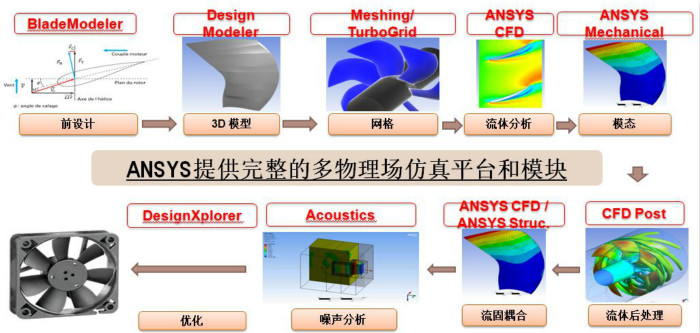 BladeModeler
Design
Modeler
Meshing/
TurboGrid
ANSYS
CFD
ANSYS
Mechanical
Couple moteur
Vent
Plan du rotor
Axe de l'hélice
φ : angle de calage
前设计
3D 模型
网格
流体分析
模态
ANSYS提供完整的多物理场仿真平台和模块
DesignXplorer
Acoustics
ANSYS CFD /
ANSYS Struc.
CFD Post
优化
噪声分析
流固耦合
流体后处理